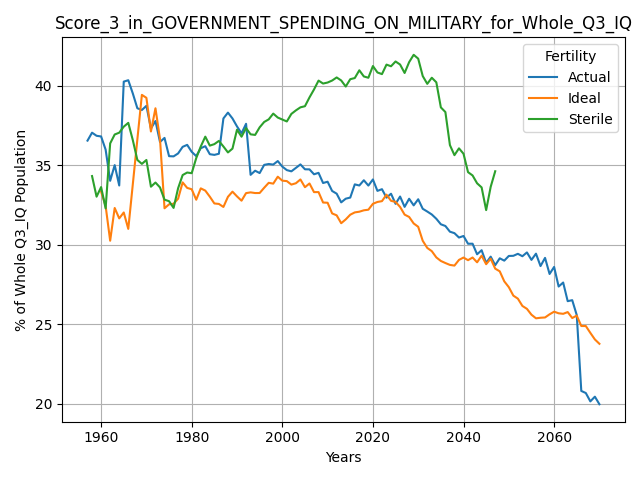 Score_3_in_GOVERNMENT_SPENDING_ON_MILITARY_for_Whole_Q3_IQ
Fertility
Actual
Ideal
Sterile
% of Whole Q3_IQ Population
40
35
30
25
20
1960
1980
2000
2020
2040
2060
Years